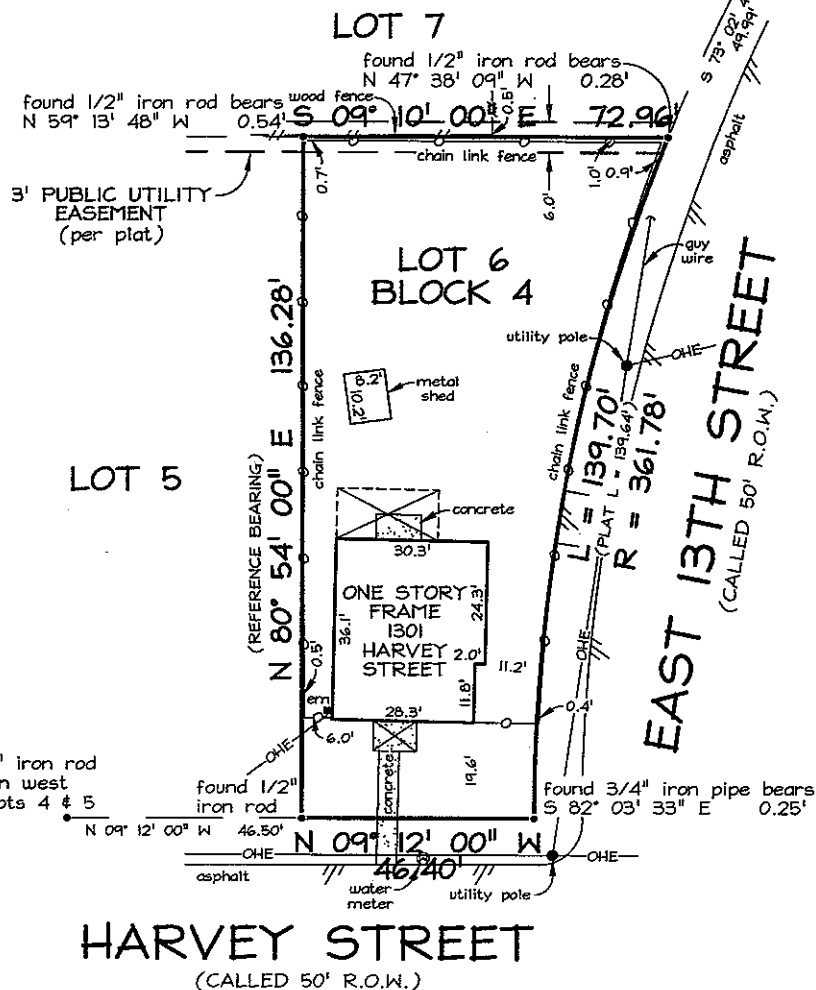 LOT 7
found 1/2" iron rod bears
N 47° 38' 09" W 0.28'
found 1/2" iron rod bears
N 59° 13' 48" W 0.54'
wood fence
0.5'
S 09° 10' 00" E 72.96'
chain link fence
0.7'
1.0'
0.9'
6.0'
3' PUBLIC UTILITY
EASEMENT
(per plat)
S 73° 02'
49.99'
asphalt
LOT 6
BLOCK 4
guy
wire
utility pole
OHE
metal
shed
8.2'
10.2'
N 80° 54' 00" E 136.28'
(REFERENCE BEARING)
chain link fence
LOT 5
chain link fence
L = 139.70'
(PLAT L = 139.64')
R = 361.78'
EAST 13TH STREET
(CALLED 50' R.O.W.)
concrete
30.3'
ONE STORY
FRAME
1301
HARVEY
STREET
36.1'
24.3'
2.0'
11.8'
28.3'
11.2'
0.5'
em
6.0'
OHE
0.4'
OHE
19.6'
concrete
iron rod
west
4 & 5
found 1/2"
iron rod
found 3/4" iron pipe bears
S 82° 03' 33" E 0.25'
N 09° 12' 00" W 46.50'
N 09° 12' 00" W
46.40'
OHE
OHE
OHE
asphalt
water
meter
utility pole
HARVEY STREET
(CALLED 50' R.O.W.)